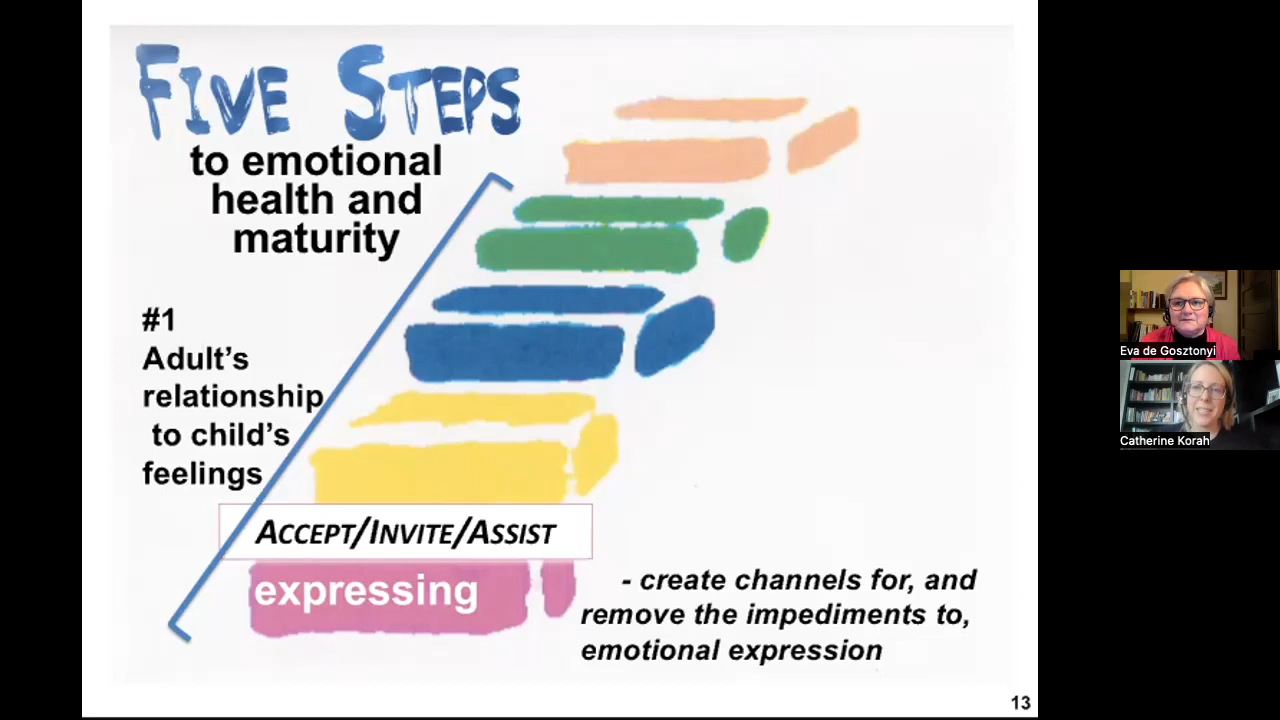 FIVE STEPS
to emotional
health and
maturity
#1
Adult's
relationship
to child's
feelings
ACCEPT/INVITE/ASSIST
expressing
- create channels for, and
remove the impediments to,
emotional expression
13
Eva de Gosztonyi
Catherine Korah